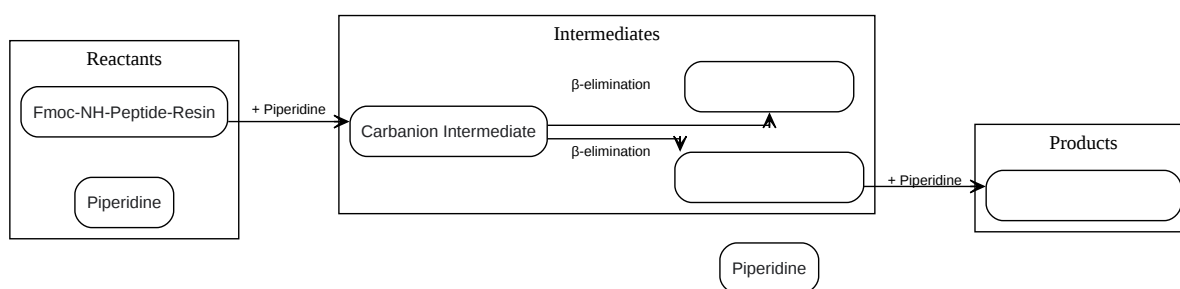 Reactants
Fmoc-NH-Peptide-Resin
Piperidine
+ Piperidine
Intermediates
Carbanion Intermediate
β-elimination
β-elimination
+ Piperidine
Products
Piperidine